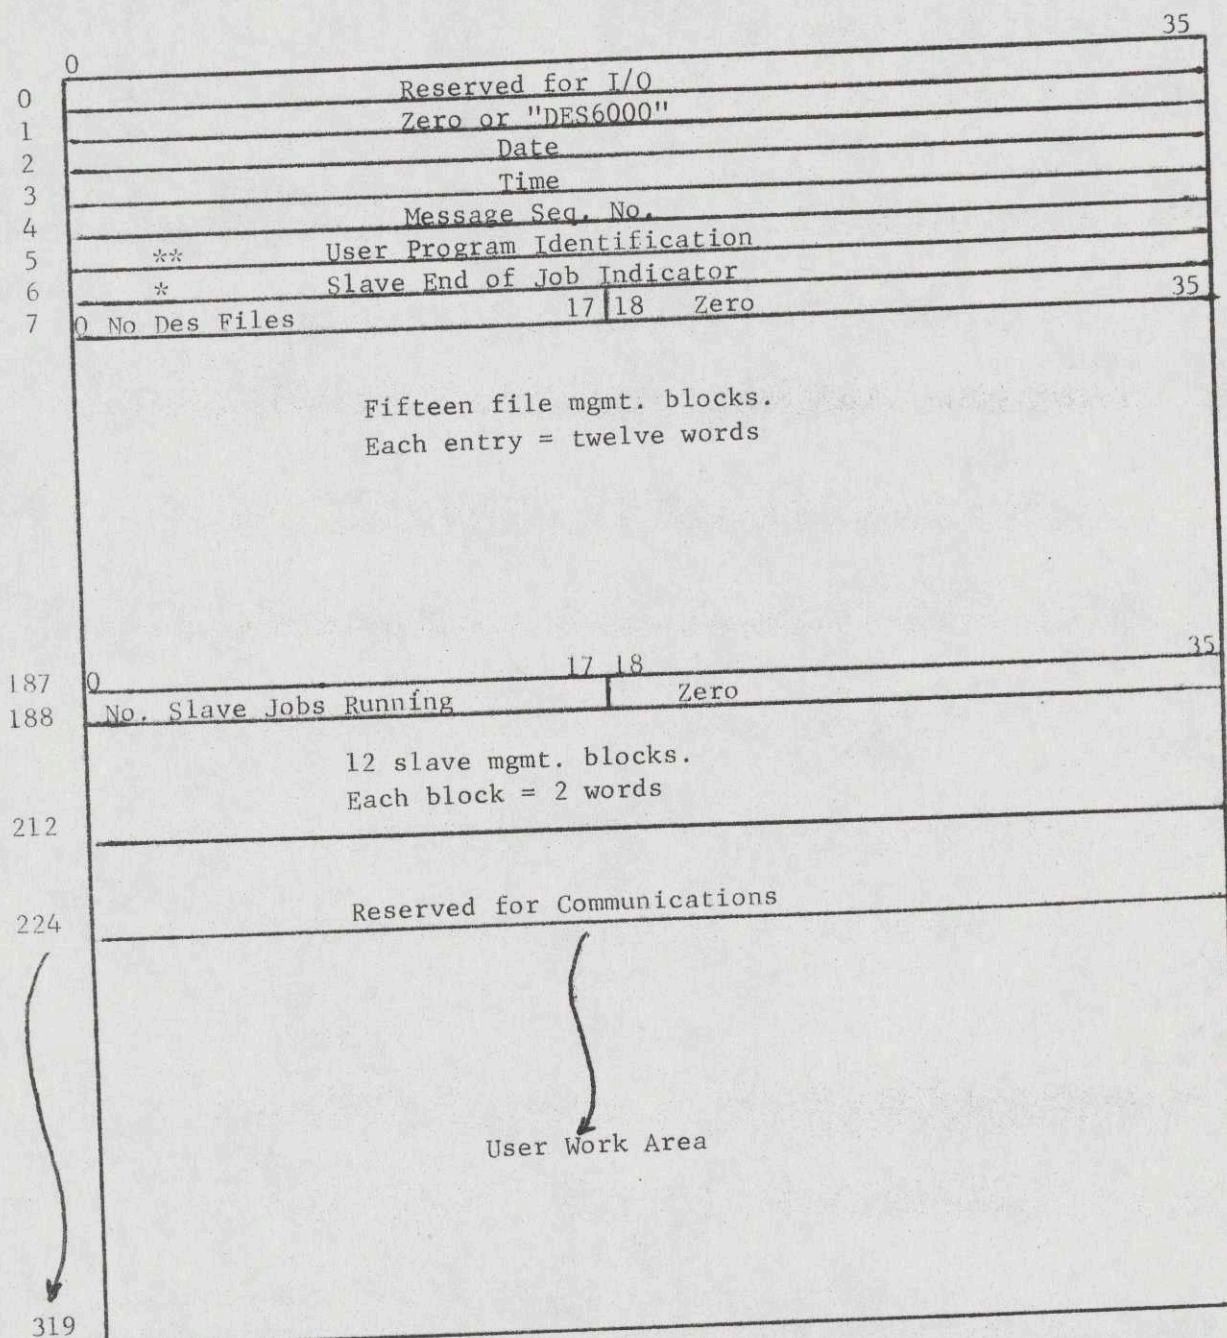 0 35
0 Reserved for I/O
1 Zero or "DES6000"
2 Date
3 Time
4 Message Seq. No.
5 ** User Program Identification
6 * Slave End of Job Indicator
7 0 No Des Files 17 18 Zero 35
Fifteen file mgmt. blocks.
Each entry = twelve words
187 0 17 18 35
188 No. Slave Jobs Running Zero
12 slave mgmt. blocks.
Each block = 2 words
212
224 Reserved for Communications
User Work Area
319